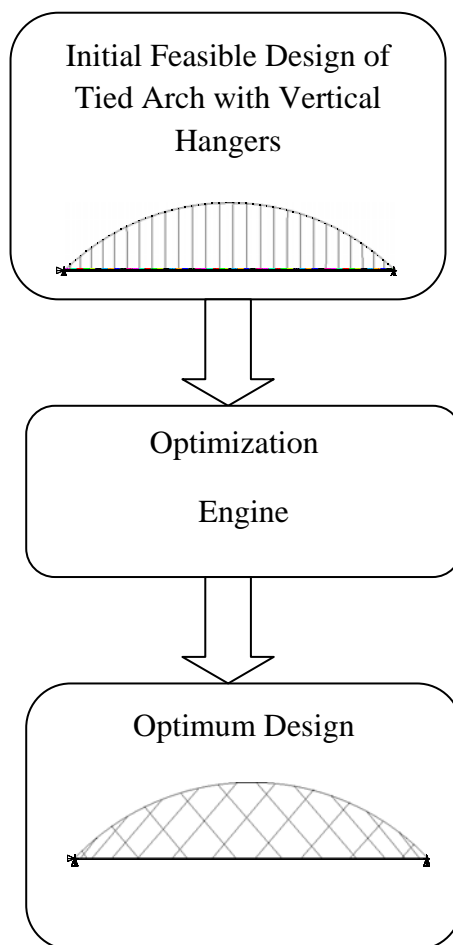 Initial Feasible Design of
Tied Arch with Vertical
Hangers
Optimization
Engine
Optimum Design